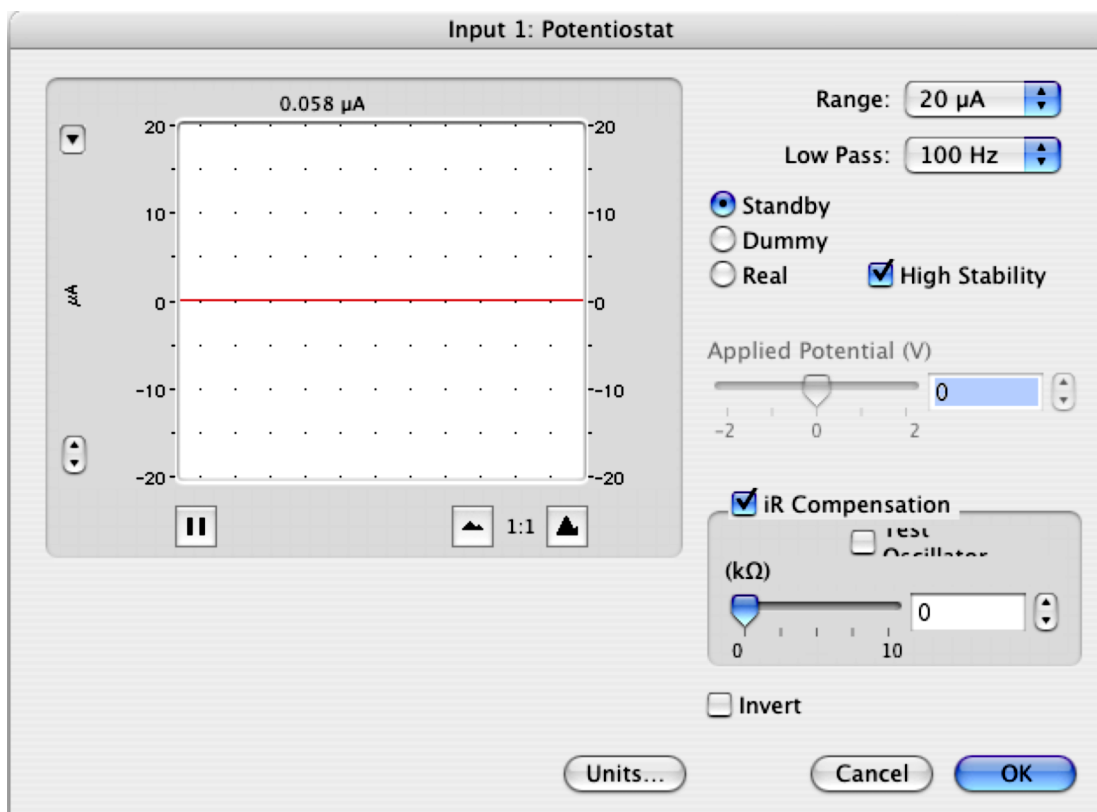 Input 1: Potentiostat
0.058 µA
20
10
0
-10
-20
µA
20
10
0
-10
-20
1:1
Range: 20 µA
Low Pass: 100 Hz
Standby
Dummy
Real
High Stability
Applied Potential (V)
0
-2 0 2
iR Compensation
Test
Oscillator
(kΩ)
0
0 10
Invert
Units...
Cancel
OK